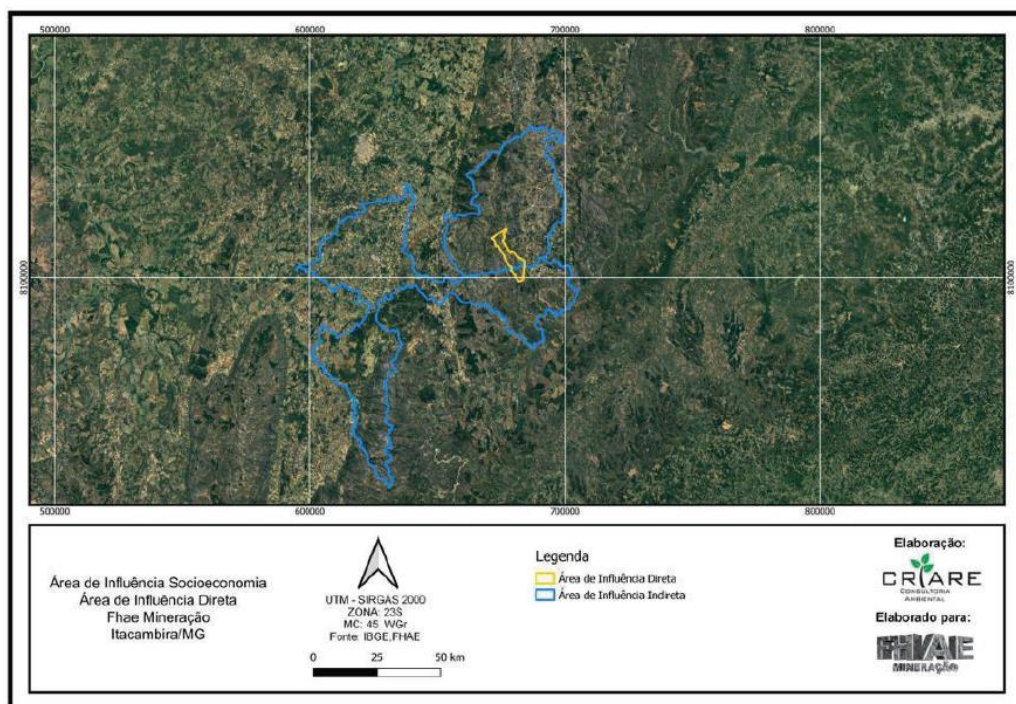 500000 600000 700000 800000
8100000 8100000
500000 600000 700000 800000
Área de Influência Socioeconomia
Área de Influência Direta
Fhae Mineração
Itacambira/MG
UTM - SIRGAS 2000
ZONA: 23S
MC: 45 WGr
Fonte: IBGE,FHAE
0 25 50 km
Legenda
Área de Influência Direta
Área de Influência Indireta
Elaboração:
CRIARE
CONSULTORIA
AMBIENTAL
Elaborado para:
FHAE
MINERAÇÃO